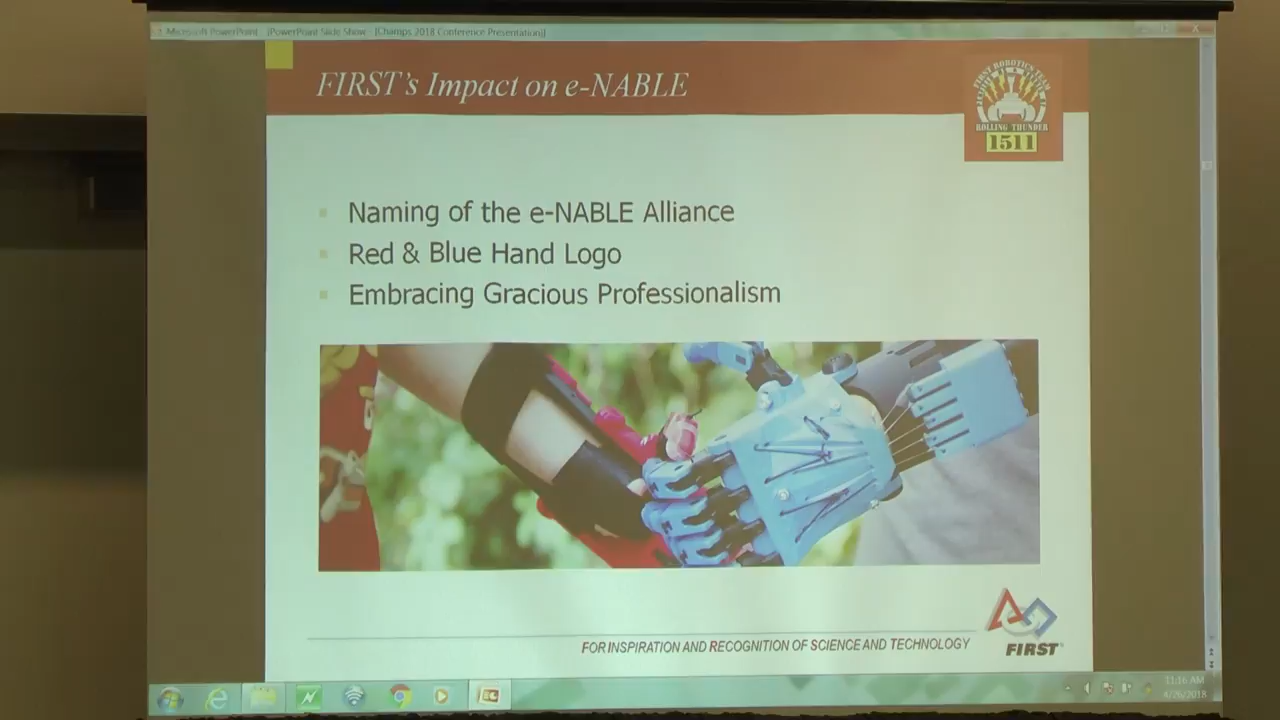 Microsoft PowerPoint - [PowerPoint Slide Show - [Champs 2018 Conference Presentation]]
FIRST's Impact on e-NABLE
FIRST ROBOTICS TEAM
ROLLING THUNDER
1511
Naming of the e-NABLE Alliance
Red & Blue Hand Logo
Embracing Gracious Professionalism
FOR INSPIRATION AND RECOGNITION OF SCIENCE AND TECHNOLOGY
FIRST
11:16 AM
4/26/2018